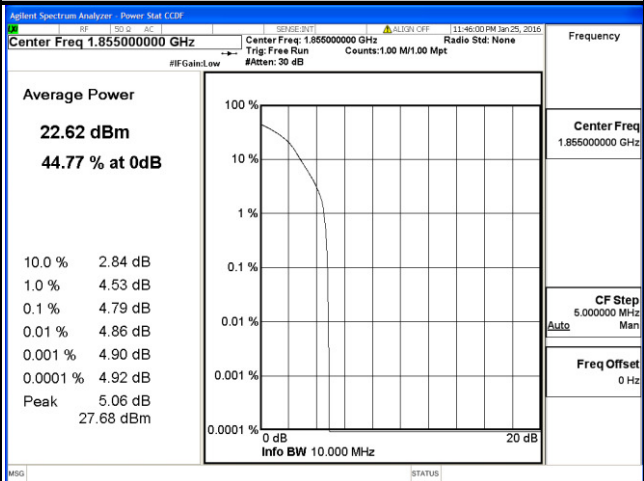 Agilent Spectrum Analyzer - Power Stat CCDF
RF 50 Ω AC SENSE:INT ALIGN OFF 11:46:00 PM Jan 25, 2016
Center Freq 1.855000000 GHz
Center Freq: 1.855000000 GHz Radio Std: None
Trig: Free Run Counts:1.00 M/1.00 Mpt
#IFGain:Low #Atten: 30 dB
Frequency
Average Power
22.62 dBm
44.77 % at 0dB
10.0 % 2.84 dB
1.0 % 4.53 dB
0.1 % 4.79 dB
0.01 % 4.86 dB
0.001 % 4.90 dB
0.0001 % 4.92 dB
Peak 5.06 dB
27.68 dBm
100 %
10 %
1 %
0.1 %
0.01 %
0.001 %
0.0001 %
0 dB 20 dB
Info BW 10.000 MHz
Center Freq
1.855000000 GHz
CF Step
5.000000 MHz
Auto Man
Freq Offset
0 Hz
MSG STATUS